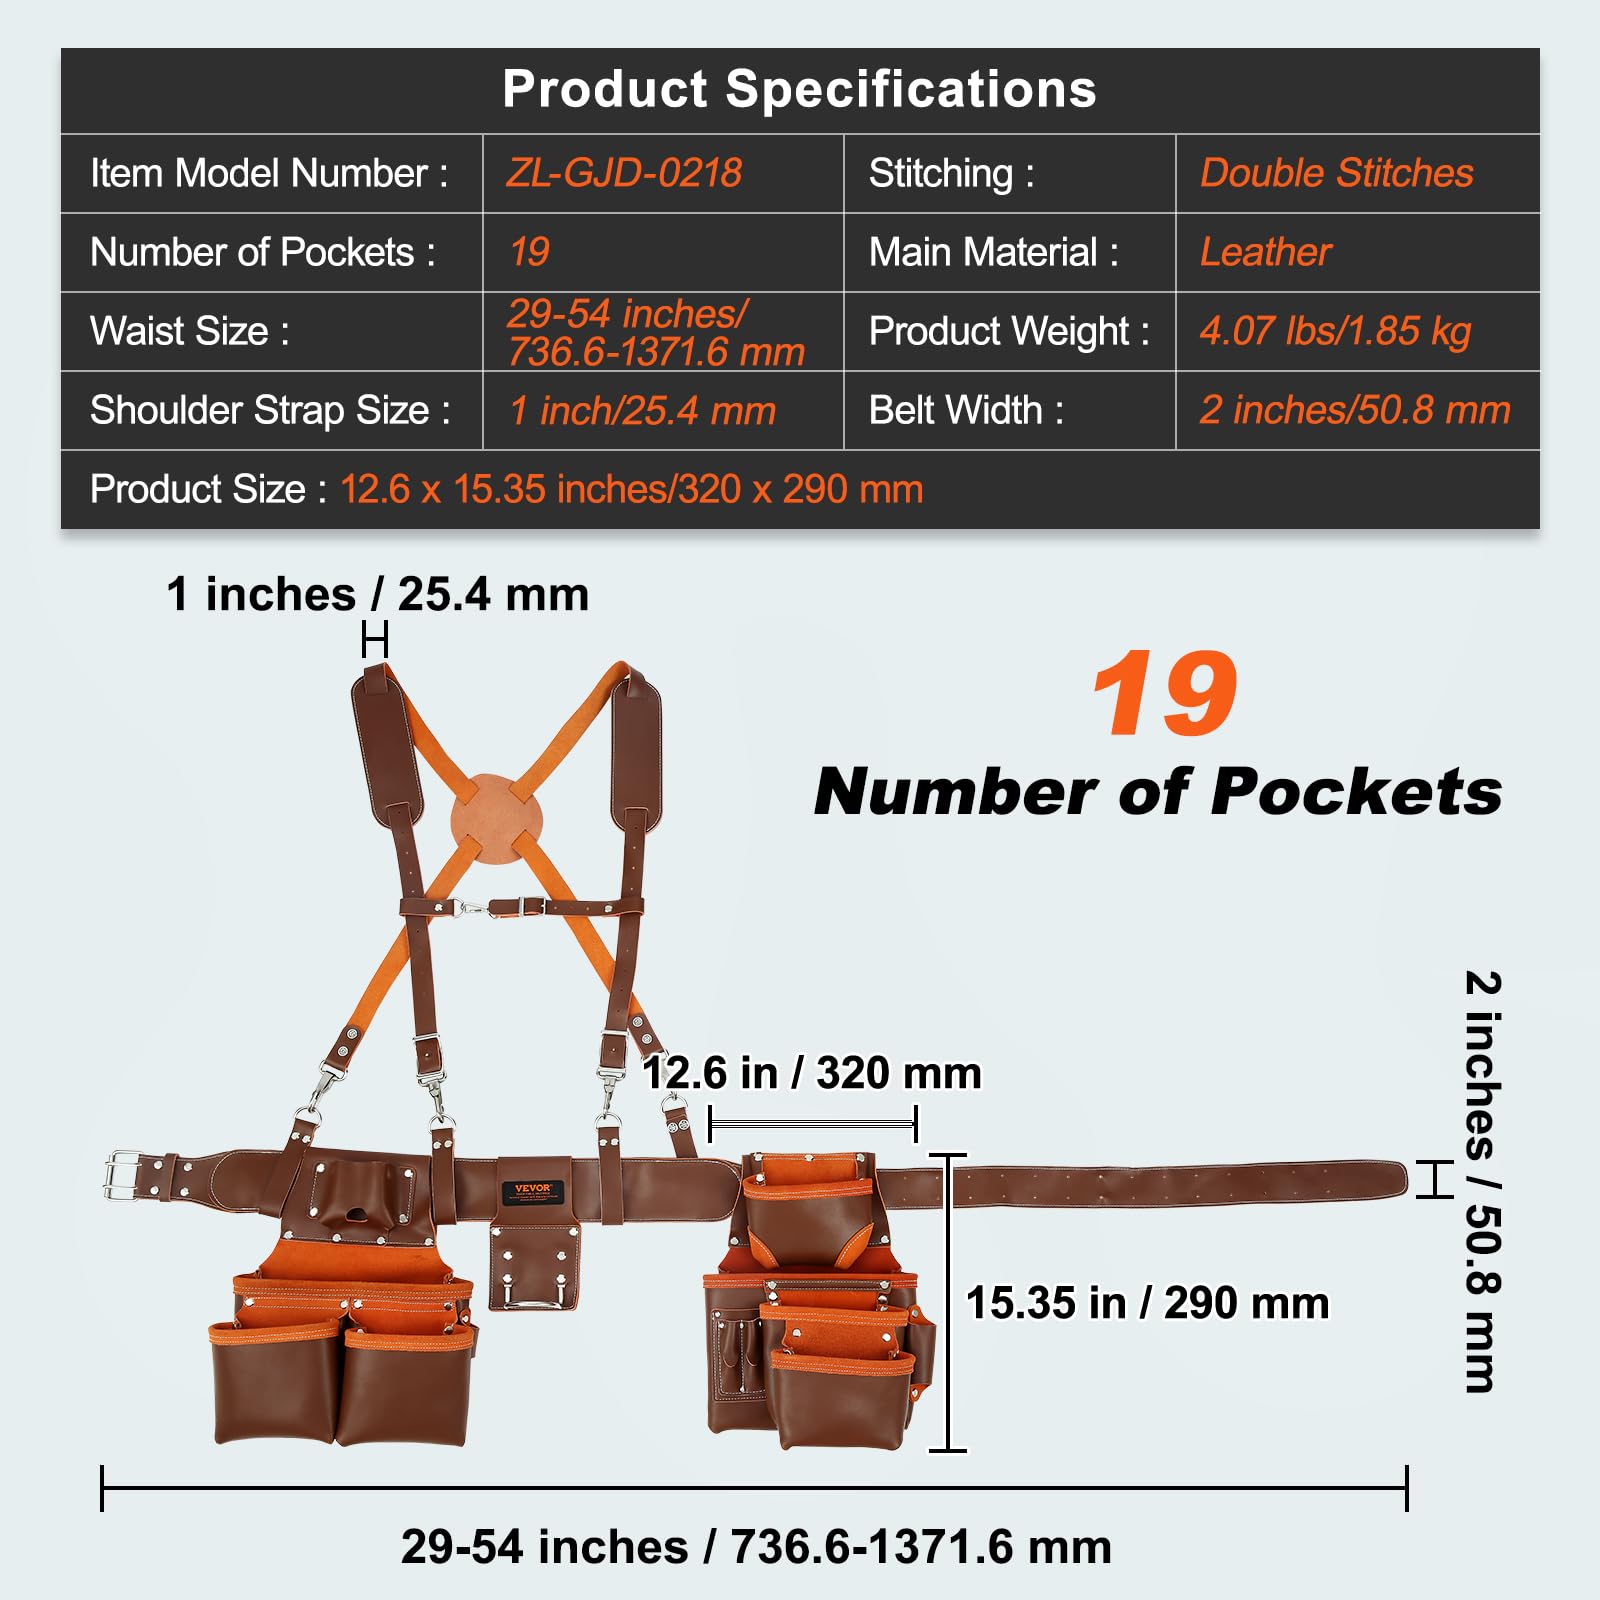 Product Specifications
Item Model Number : ZL-GJD-0218 Stitching : Double Stitches
Number of Pockets : 19 Main Material : Leather
Waist Size : 29-54 inches/
736.6-1371.6 mm Product Weight : 4.07 lbs/1.85 kg
Shoulder Strap Size : 1 inch/25.4 mm Belt Width : 2 inches/50.8 mm
Product Size : 12.6 x 15.35 inches/320 x 290 mm
1 inches / 25.4 mm
19
Number of Pockets
2 inches / 50.8 mm
12.6 in / 320 mm
VEVOR
15.35 in / 290 mm
29-54 inches / 736.6-1371.6 mm